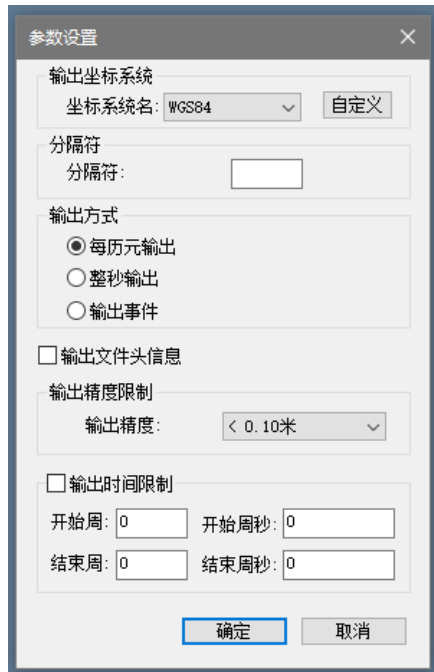 参数设置
输出坐标系统
坐标系统名: WGS84 自定义
分隔符
分隔符:
输出方式
每历元输出
整秒输出
输出事件
输出文件头信息
输出精度限制
输出精度: < 0.10米
输出时间限制
开始周: 0 开始周秒: 0
结束周: 0 结束周秒: 0
确定 取消